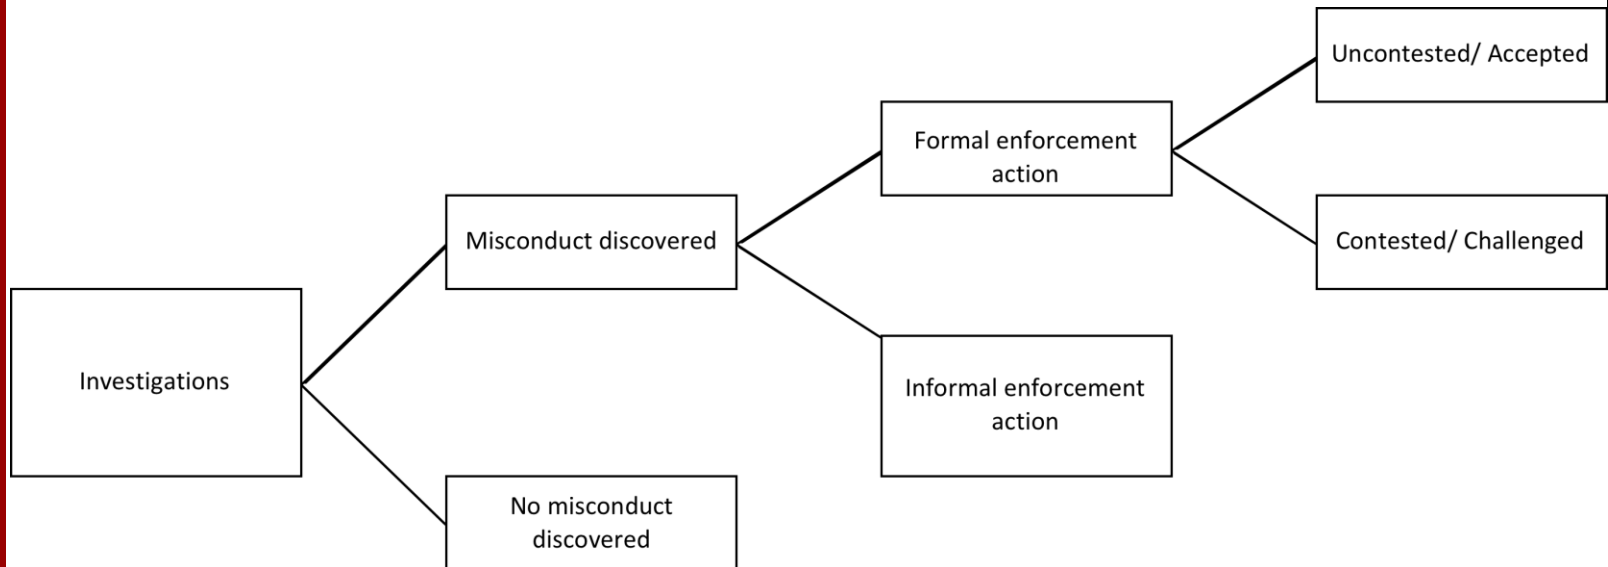 Uncontested/ Accepted
Formal enforcement
action
Misconduct discovered
Contested/ Challenged
Investigations
Informal enforcement
action
No misconduct
discovered